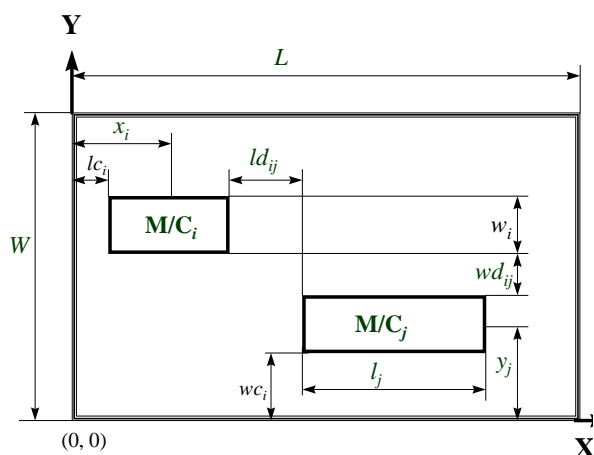 Y
L
x_i
lc_i
ld_ij
M/C_i
w_i
W
wd_ij
M/C_j
y_j
l_j
wc_i
(0, 0)
X